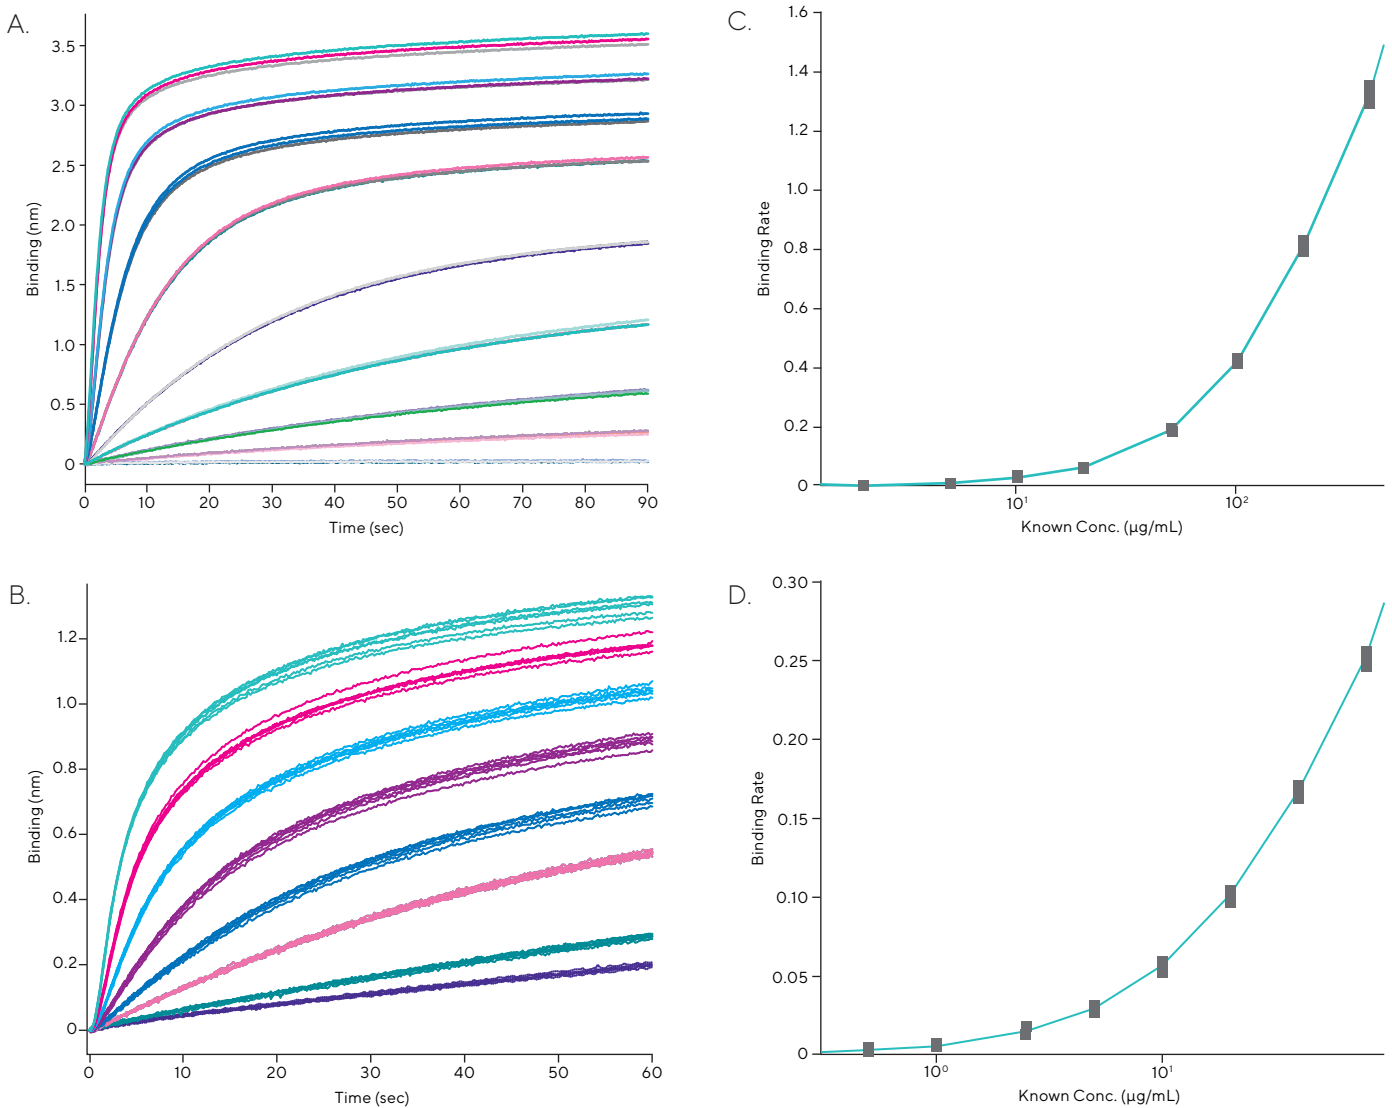 A.
3.5
3.0
2.5
2.0
1.5
1.0
0.5
0
Binding (nm)
0 10 20 30 40 50 60 70 80 90
Time (sec)
C.
1.6
1.4
1.2
1.0
0.8
0.6
0.4
0.2
0
Binding Rate
10¹ 10²
Known Conc. (µg/mL)
B.
1.2
1.0
0.8
0.6
0.4
0.2
0
Binding (nm)
0 10 20 30 40 50 60
Time (sec)
D.
0.30
0.25
0.20
0.15
0.10
0.05
0
Binding Rate
10⁰ 10¹
Known Conc. (µg/mL)